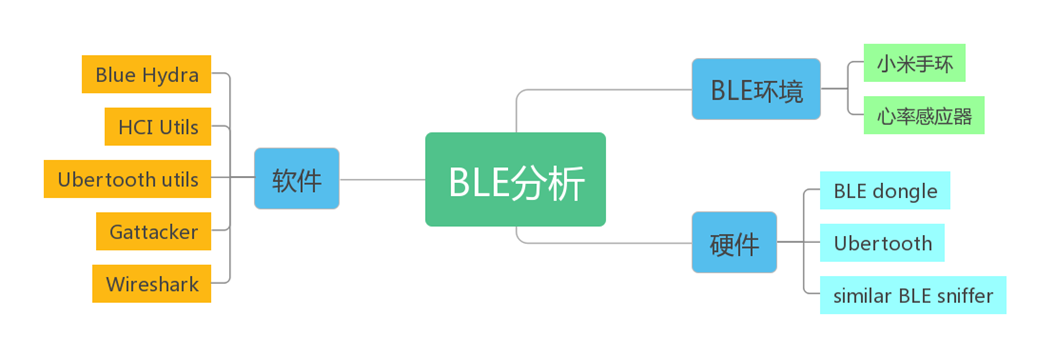 Blue Hydra
HCI Utils
Ubertooth utils
Gattacker
Wireshark
软件
BLE分析
BLE环境
小米手环
心率感应器
硬件
BLE dongle
Ubertooth
similar BLE sniffer